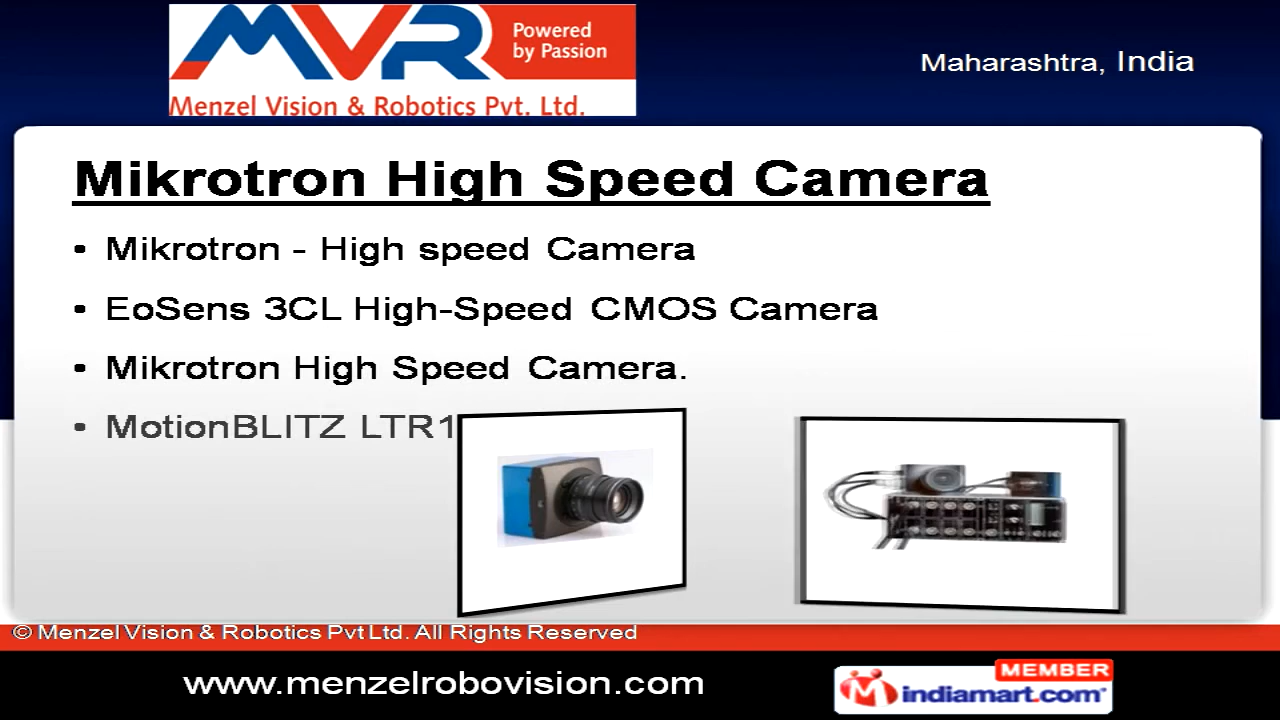 MVR
Powered
by Passion
Menzel Vision & Robotics Pvt. Ltd.
Maharashtra, India
Mikrotron High Speed Camera
• Mikrotron - High speed Camera
• EoSens 3CL High-Speed CMOS Camera
• Mikrotron High Speed Camera.
• MotionBLITZ LTR1
© Menzel Vision & Robotics Pvt Ltd. All Rights Reserved
www.menzelrobovision.com
MEMBER
indiamart.com